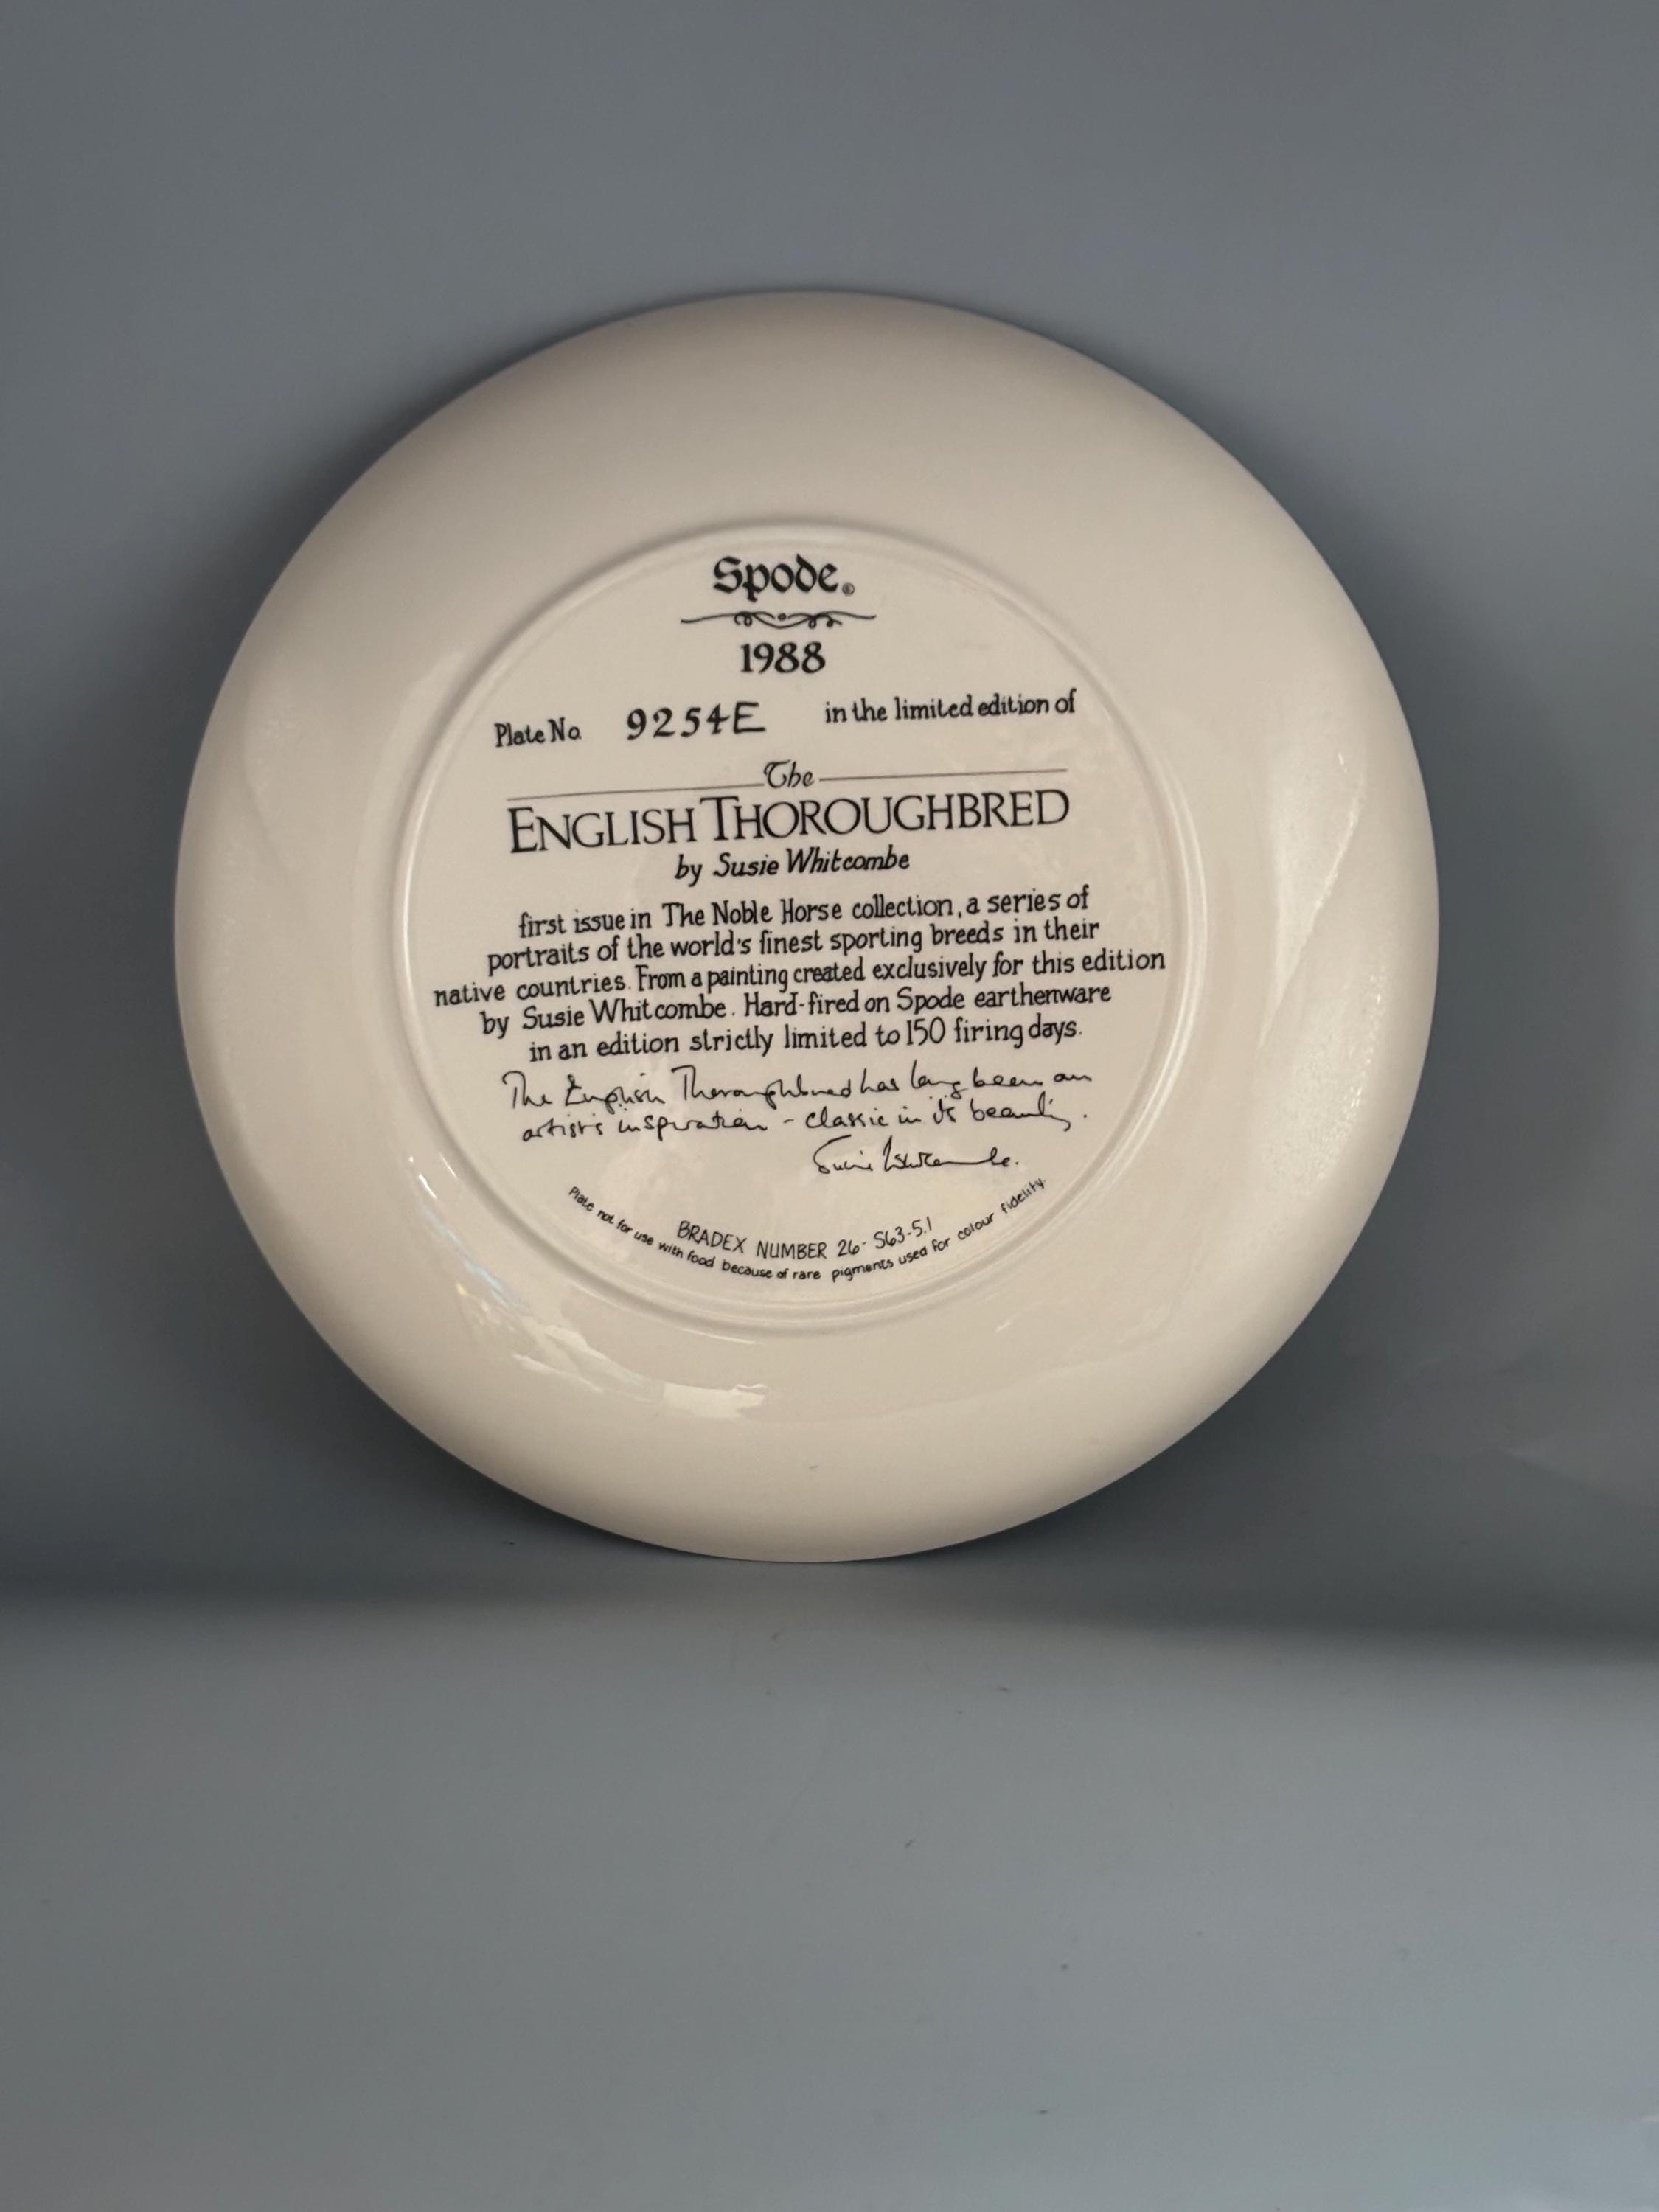 Spode.®
1988
Plate No. 9254E in the limited edition of
The
ENGLISH THOROUGHBRED
by Susie Whitcombe
first issue in The Noble Horse collection, a series of
portraits of the world's finest sporting breeds in their
native countries. From a painting created exclusively for this edition
by Susie Whitcombe. Hard-fired on Spode earthenware
in an edition strictly limited to 150 firing days.
The English Thoroughbred has long been an
artist's inspiration - classic in its beauty.
Susie Whitcombe.
BRADEX NUMBER 26-S63-5.1
Plate not for use with food because of rare pigments used for colour fidelity.